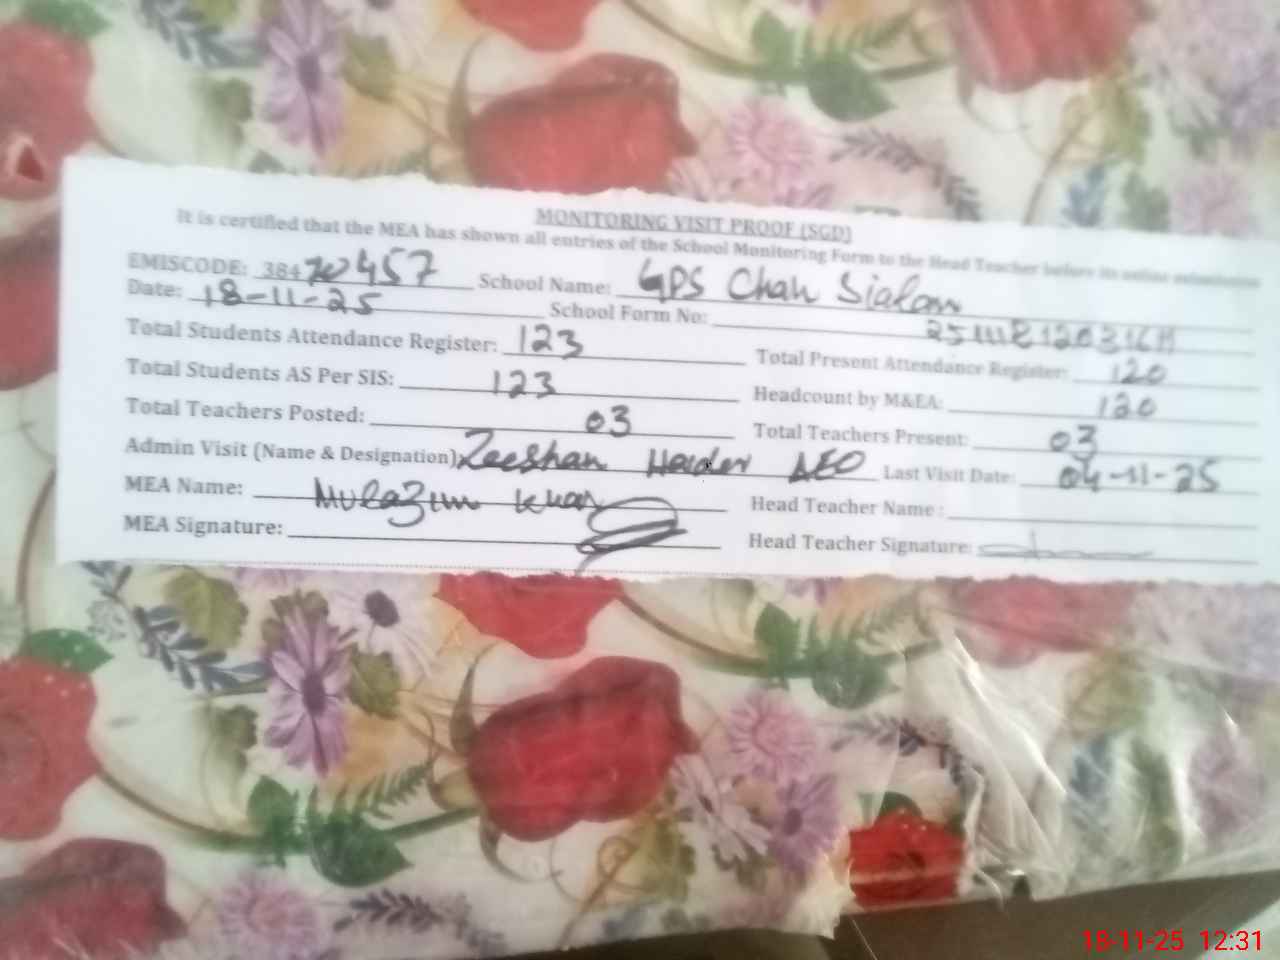 MONITORING VISIT PROOF (SGD)
It is certified that the MEA has shown all entries of the School Monitoring Form to the Head Teacher before its online
EMISCODE: 38420457 School Name: GPS Chah Sialam
Date: 18-11-25 School Form No:
Total Students Attendance Register: 123 Total Present Attendance Register: 120
Total Students AS Per SIS: 123 Headcount by M&EA: 120
Total Teachers Posted: 03 Total Teachers Present: 03
Admin Visit (Name & Designation) Zeeshan Haider AEO Last Visit Date: 04-11-25
MEA Name: Mulazim Khan Head Teacher Name :
MEA Signature: Head Teacher Signature:
18-11-25 12:31